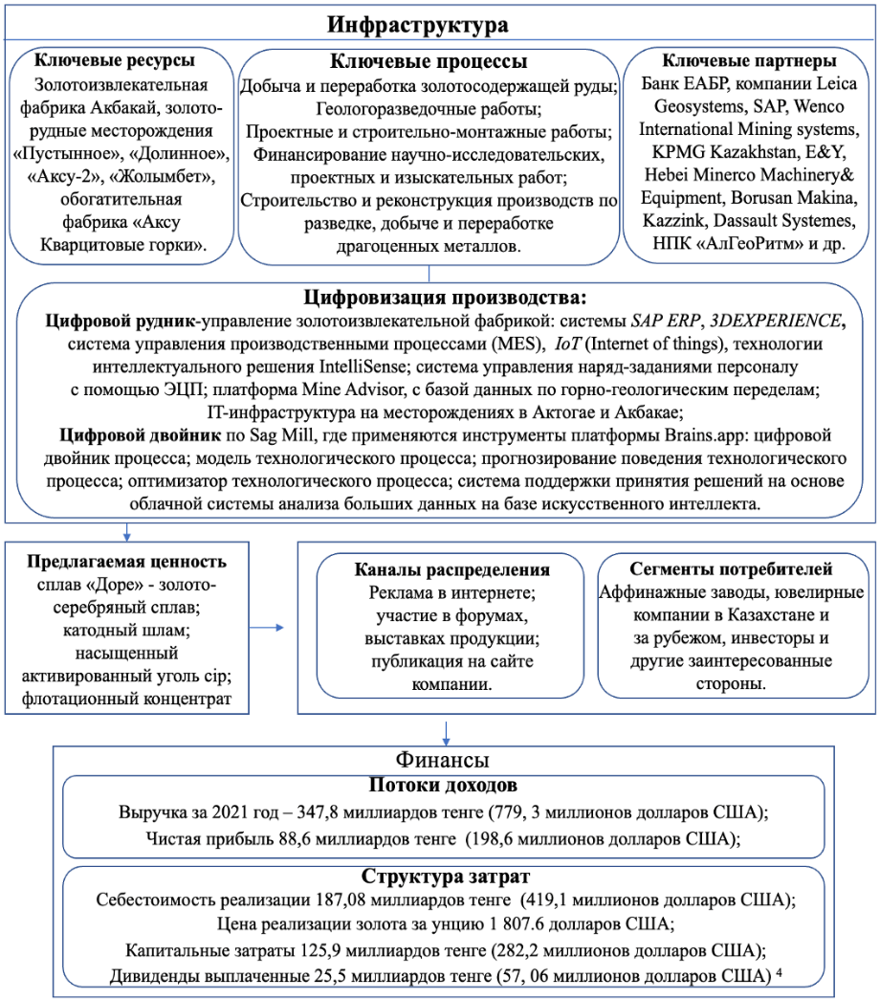 Инфраструктура
Ключевые ресурсы
Золотоизвлекательная
фабрика Акбакай, золото-
рудные месторождения
«Пустынное», «Долинное»,
«Аксу-2», «Жолымбет»,
обогатительная
фабрика «Аксу
Кварцитовые горки».
Ключевые процессы
Добыча и переработка золотосодержащей руды;
Геологоразведочные работы;
Проектные и строительно-монтажные работы;
Финансирование научно-исследовательских,
проектных и изыскательных работ;
Строительство и реконструкция производств по
разведке, добыче и переработке
драгоценных металлов.
Ключевые партнеры
Банк ЕАБР, компании Leica
Geosystems, SAP, Wenco
International Mining systems,
KPMG Kazakhstan, E&Y,
Hebei Minerco Machinery&
Equipment, Borusan Makina,
Kazzink, Dassault Systemes,
НПК «АлГеоРитм» и др.
Цифровизация производства:
Цифровой рудник-управление золотоизвлекательной фабрикой: системы SAP ERP, 3DEXPERIENCE,
система управления производственными процессами (MES), IoT (Internet of things), технологии
интеллектуального решения IntelliSense; система управления наряд-заданиями персоналу
с помощью ЭЦП; платформа Mine Advisor, с базой данных по горно-геологическим переделам;
IT-инфраструктура на месторождениях в Актогае и Акбакае;
Цифровой двойник по Sag Mill, где применяются инструменты платформы Brains.app: цифровой
двойник процесса; модель технологического процесса; прогнозирование поведения технологического
процесса; оптимизатор технологического процесса; система поддержки принятия решений на основе
облачной системы анализа больших данных на базе искусственного интеллекта.
Предлагаемая ценность
сплав «Доре» - золото-
серебряный сплав;
катодный шлам;
насыщенный
активированный уголь cip;
флотационный концентрат
Каналы распределения
Реклама в интернете;
участие в форумах,
выставках продукции;
публикация на сайте
компании.
Сегменты потребителей
Аффинажные заводы, ювелирные
компании в Казахстане и
за рубежом, инвесторы и
другие заинтересованные
стороны.
Финансы
Потоки доходов
Выручка за 2021 год – 347,8 миллиардов тенге (779, 3 миллионов долларов США);
Чистая прибыль 88,6 миллиардов тенге (198,6 миллионов долларов США);
Структура затрат
Себестоимость реализации 187,08 миллиардов тенге (419,1 миллионов долларов США);
Цена реализации золота за унцию 1 807.6 долларов США;
Капитальные затраты 125,9 миллиардов тенге (282,2 миллионов долларов США);
Дивиденды выплаченные 25,5 миллиардов тенге (57, 06 миллионов долларов США) ⁴